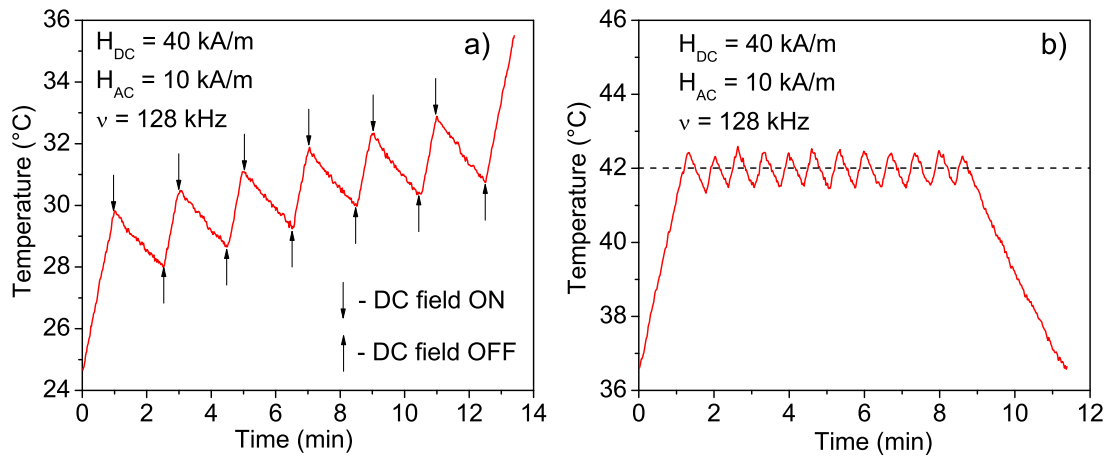 a)
H_DC = 40 kA/m
H_AC = 10 kA/m
ν = 128 kHz
- DC field ON
- DC field OFF
Temperature (°C)
36
34
32
30
28
26
24
0 2 4 6 8 10 12 14
Time (min)
b)
H_DC = 40 kA/m
H_AC = 10 kA/m
ν = 128 kHz
Temperature (°C)
46
44
42
40
38
36
0 2 4 6 8 10 12
Time (min)